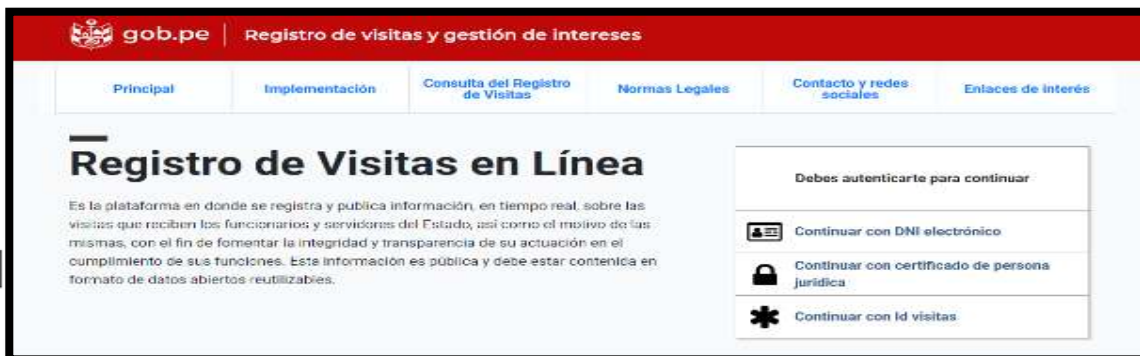 gob.pe | Registro de visitas y gestión de intereses
Principal
Implementación
Consulta del Registro
de Visitas
Normas Legales
Contacto y redes
sociales
Enlaces de interés
Registro de Visitas en Línea
Es la plataforma en donde se registra y publica información, en tiempo real, sobre las
visitas que reciben los funcionarios y servidores del Estado, así como el motivo de las
mismas, con el fin de fomentar la integridad y transparencia de su actuación en el
cumplimiento de sus funciones. Esta información es pública y debe estar contenida en
formato de datos abiertos reutilizables.
Debes autenticarte para continuar
Continuar con DNI electrónico
Continuar con certificado de persona
jurídica
Continuar con Id visitas